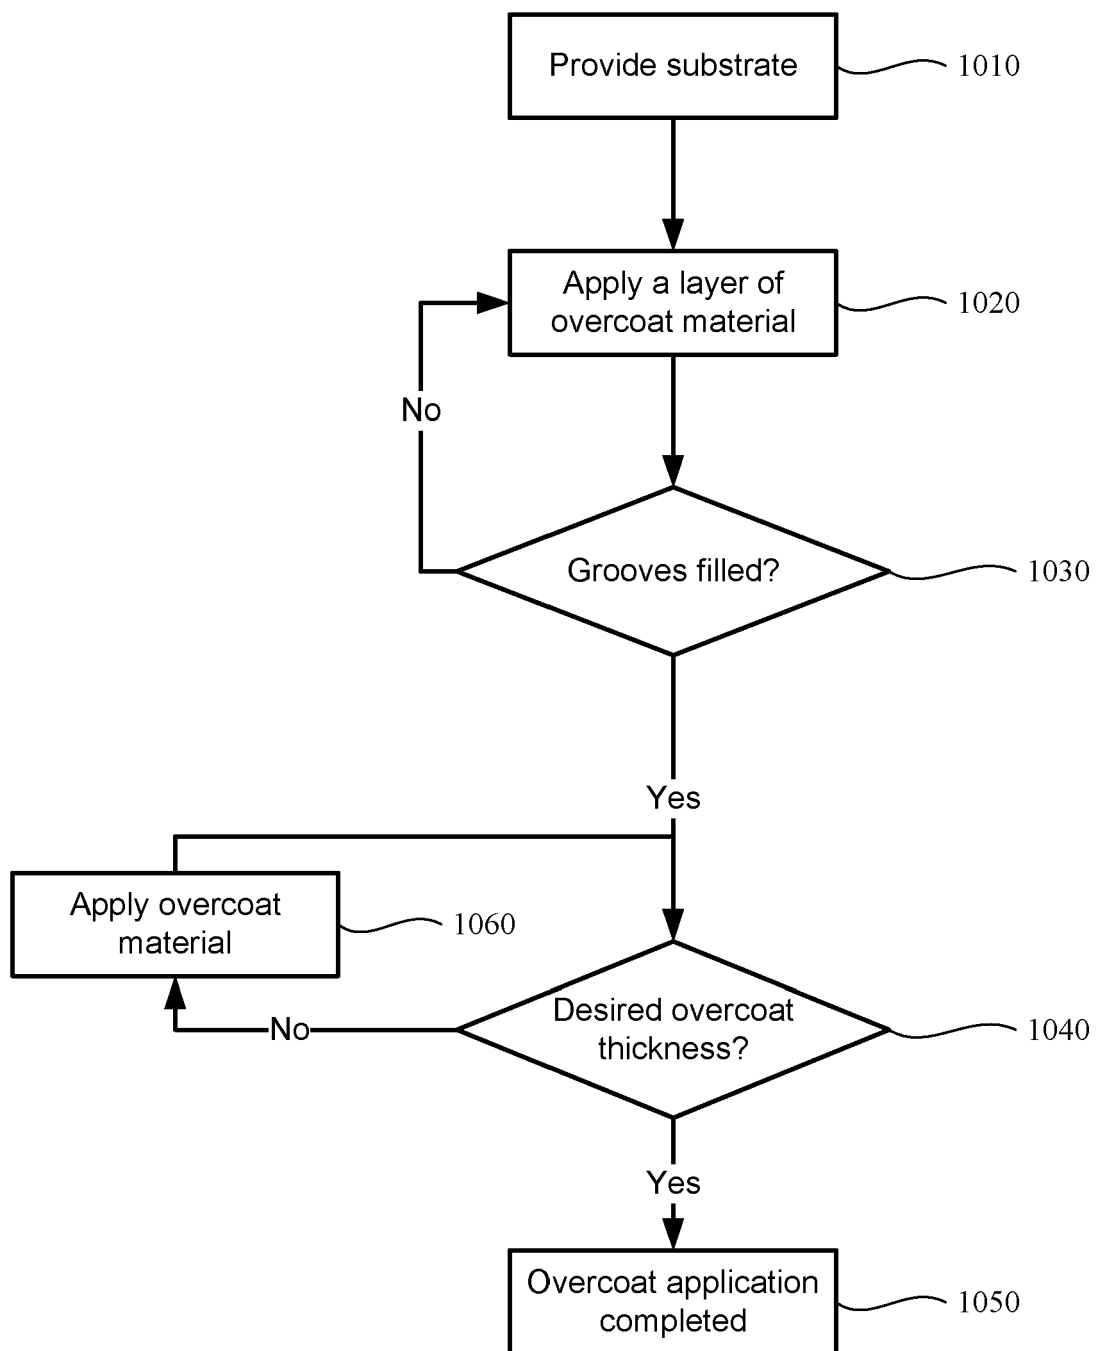 Provide substrate
1010
Apply a layer of
overcoat material
1020
No
Grooves filled?
1030
Yes
Apply overcoat
material
1060
Desired overcoat
thickness?
1040
No
Yes
Overcoat application
completed
1050